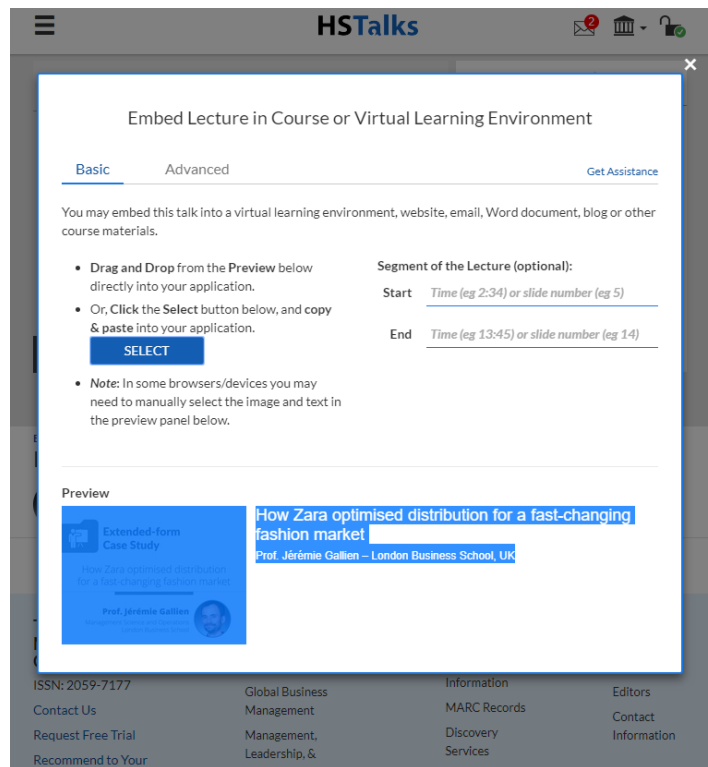 HSTalks
2
×
Embed Lecture in Course or Virtual Learning Environment
Basic
Advanced
Get Assistance
You may embed this talk into a virtual learning environment, website, email, Word document, blog or other
course materials.
• Drag and Drop from the Preview below
directly into your application.
• Or, Click the Select button below, and copy
& paste into your application.
SELECT
• Note: In some browsers/devices you may
need to manually select the image and text in
the preview panel below.
Segment of the Lecture (optional):
Start Time (eg 2:34) or slide number (eg 5)
End Time (eg 13:45) or slide number (eg 14)
Preview
Extended-form
Case Study
How Zara optimised distribution
for a fast-changing fashion market
Prof. Jérémie Gallien
London Business School
How Zara optimised distribution for a fast-changing
fashion market
Prof. Jérémie Gallien – London Business School, UK
ISSN: 2059-7177
Contact Us
Request Free Trial
Recommend to Your
Global Business
Management
Management,
Leadership, &
Information
MARC Records
Discovery
Services
Editors
Contact
Information